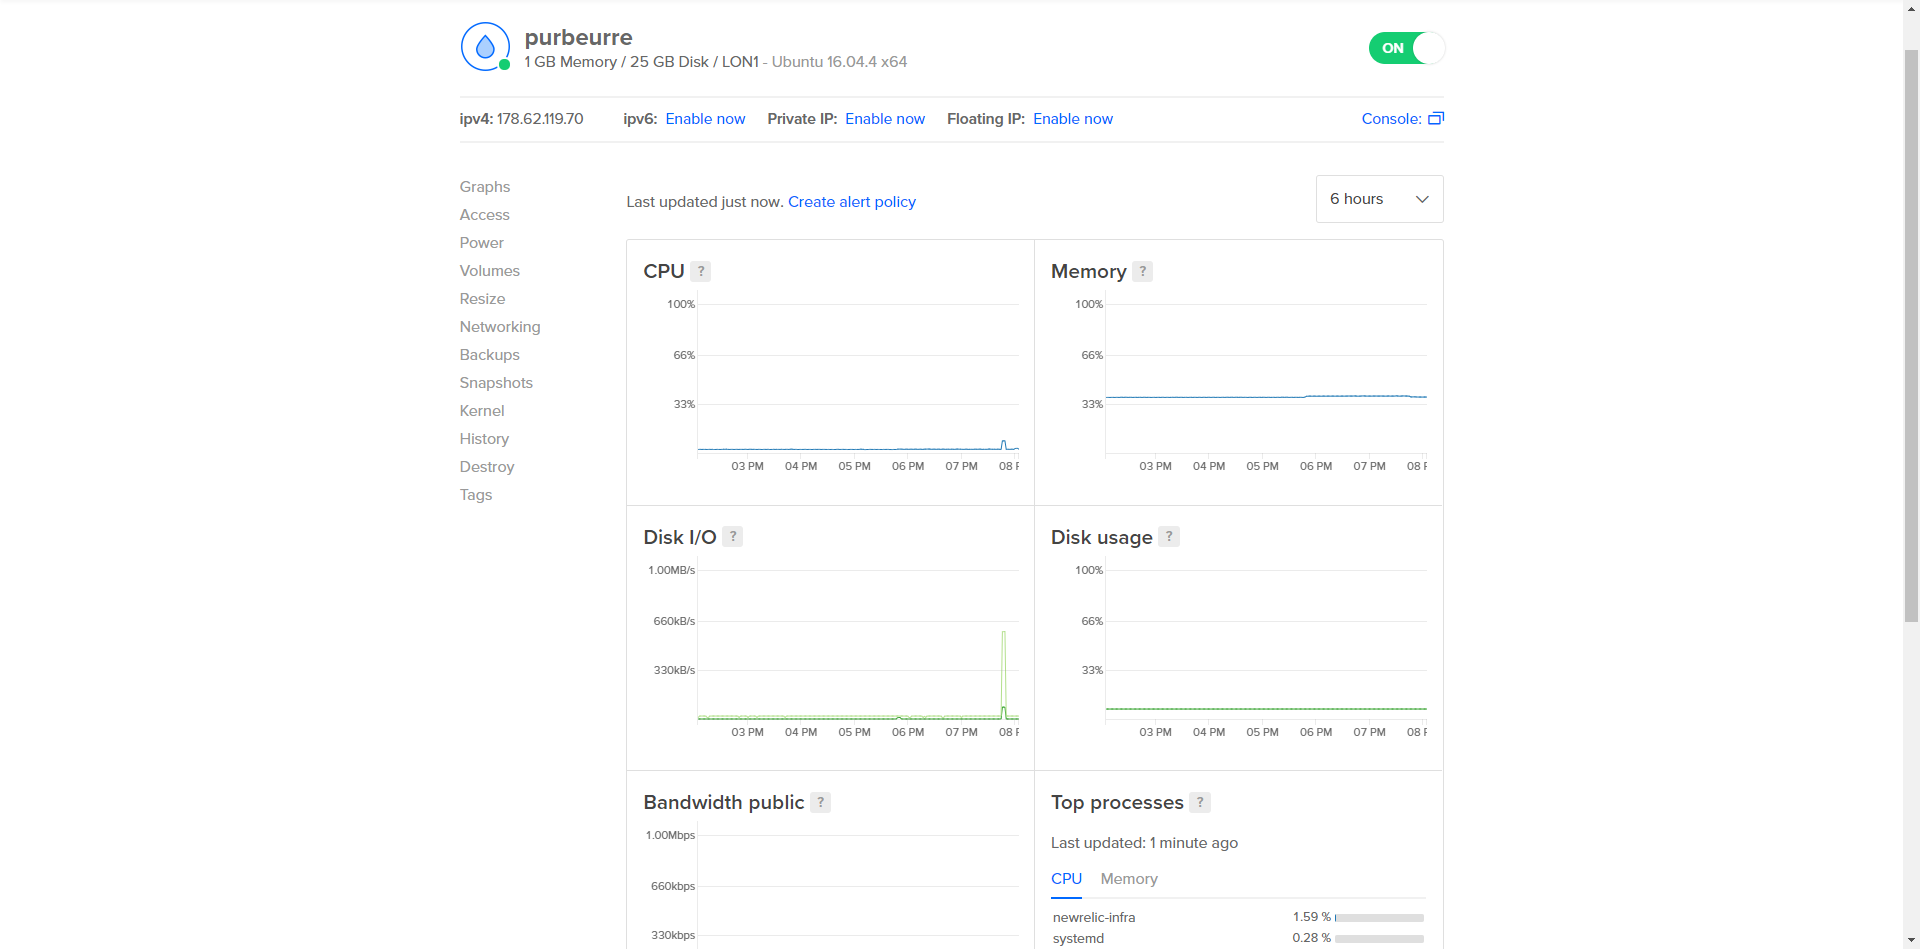 purbeurre
1 GB Memory / 25 GB Disk / LON1 - Ubuntu 16.04.4 x64
ON
ipv4: 178.62.119.70 ipv6: Enable now Private IP: Enable now Floating IP: Enable now Console:
Graphs
Access
Power
Volumes
Resize
Networking
Backups
Snapshots
Kernel
History
Destroy
Tags
Last updated just now. Create alert policy
6 hours
CPU ?
100%
66%
33%
03 PM 04 PM 05 PM 06 PM 07 PM 08
Memory ?
100%
66%
33%
03 PM 04 PM 05 PM 06 PM 07 PM 08
Disk I/O ?
1.00MB/s
660kB/s
330kB/s
03 PM 04 PM 05 PM 06 PM 07 PM 08
Disk usage ?
100%
66%
33%
03 PM 04 PM 05 PM 06 PM 07 PM 08
Bandwidth public ?
1.00Mbps
660kbps
330kbps
Top processes ?
Last updated: 1 minute ago
CPU Memory
newrelic-infra 1.59 %
systemd 0.28 %